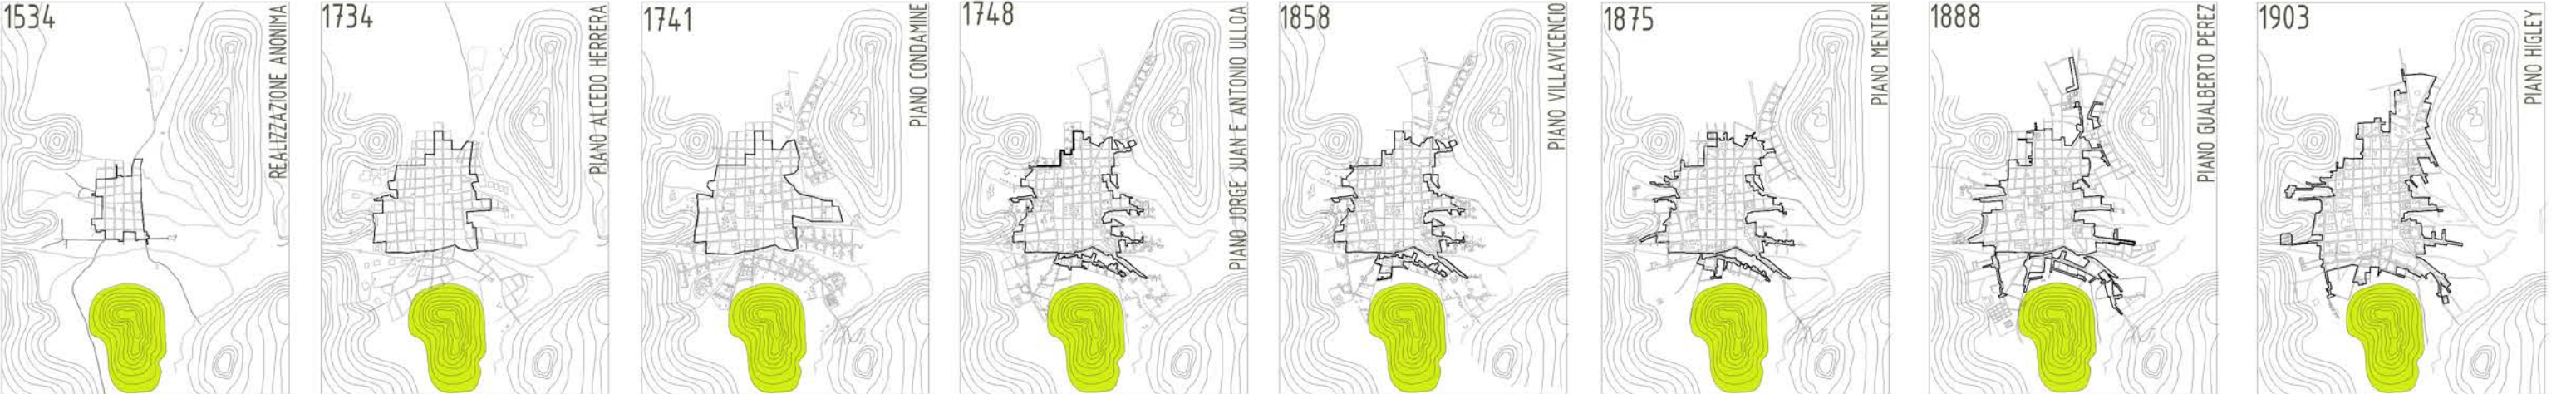 1534
REALIZZAZIONE ANONIMA
1734
PIANO ALCEDO HERRERA
1741
PIANO CONDAMINE
1748
PIANO JORGE JUAN E ANTONIO ULLOA
1858
PIANO VILLAVICENCIO
1875
PIANO MENTEN
1888
PIANO GUALBERTO PEREZ
1903
PIANO HIGLEY